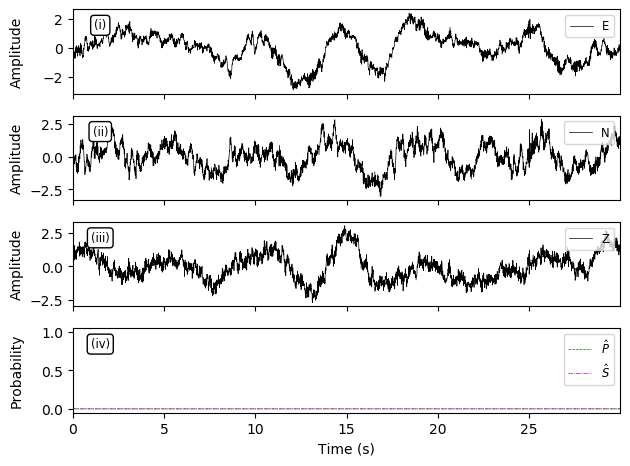 Amplitude
2
0
−2
(i)
E
Amplitude
2.5
0.0
−2.5
(ii)
N
Amplitude
2.5
0.0
−2.5
(iii)
Z
Probability
1.0
0.5
0.0
(iv)
P̂
Ŝ
0 5 10 15 20 25
Time (s)